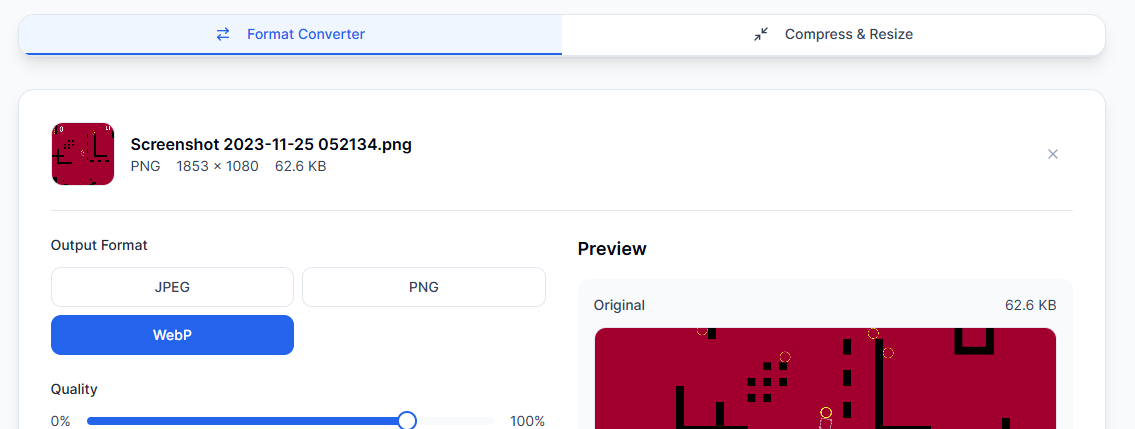 Format Converter
Compress & Resize
Screenshot 2023-11-25 052134.png
PNG 1853 × 1080 62.6 KB
Output Format
JPEG
PNG
WebP
Quality
0% 100%
Preview
Original 62.6 KB